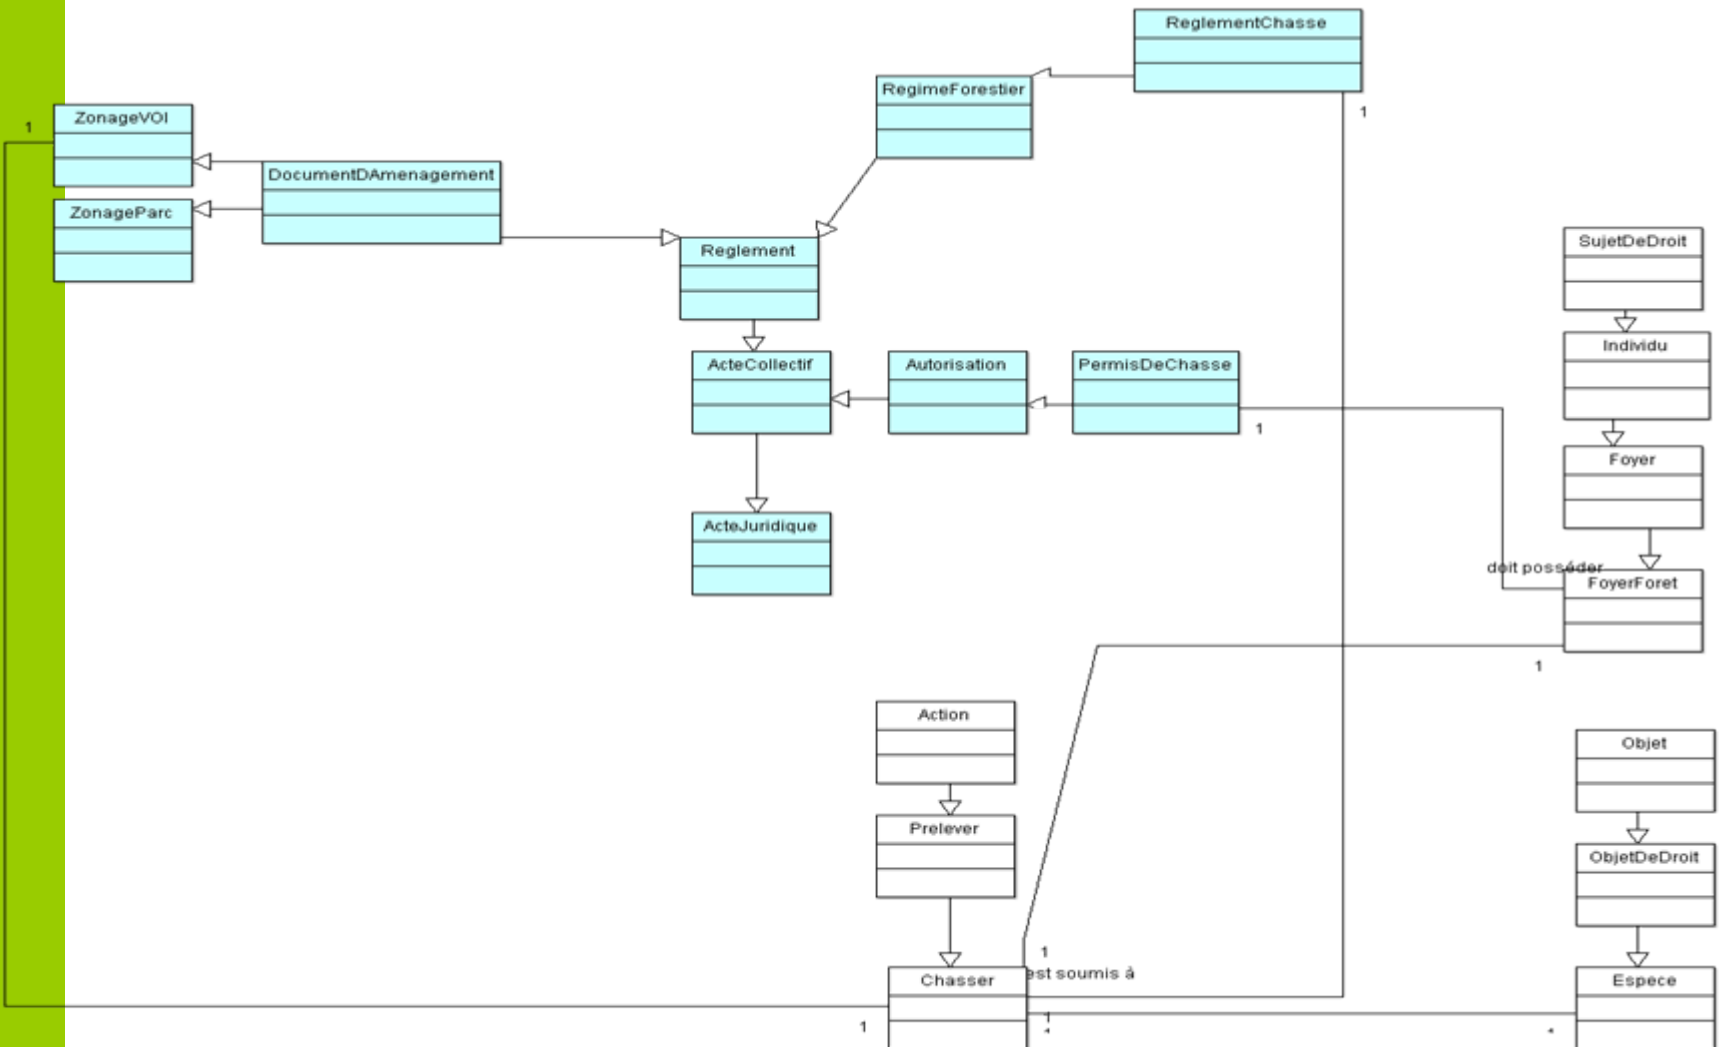 ReglementChasse
RegimeForestier
1
ZonageVOI
1
DocumentDAmenagement
ZonageParc
SujetDeDroit
Reglement
Individu
ActeCollectif
Autorisation
PermisDeChasse
1
Foyer
ActeJuridique
doit posséder
FoyerForet
1
Action
Objet
Prelever
ObjetDeDroit
1
est soumis à
Chasser
Espece
1
1